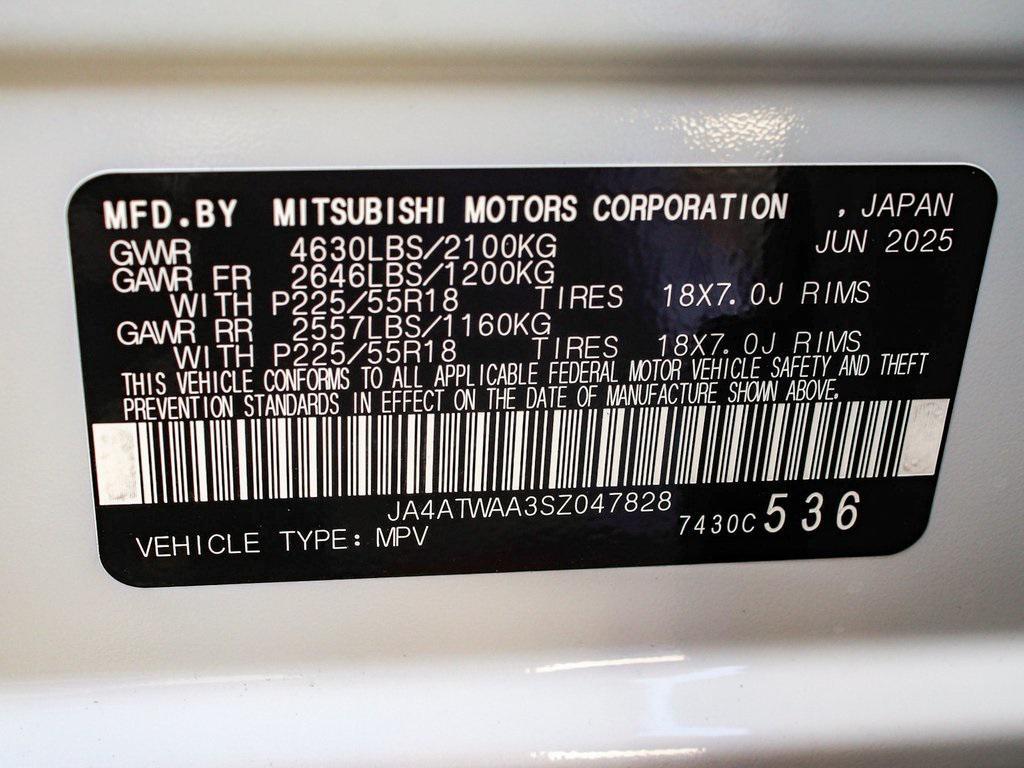 MFD.BY MITSUBISHI MOTORS CORPORATION , JAPAN
GVWR 4630LBS/2100KG JUN 2025
GAWR FR 2646LBS/1200KG
WITH P225/55R18 TIRES 18X7.0J RIMS
GAWR RR 2557LBS/1160KG
WITH P225/55R18 TIRES 18X7.0J RIMS
THIS VEHICLE CONFORMS TO ALL APPLICABLE FEDERAL MOTOR VEHICLE SAFETY AND THEFT
PREVENTION STANDARDS IN EFFECT ON THE DATE OF MANUFACTURE SHOWN ABOVE.
JA4ATWAA3SZ047828
VEHICLE TYPE: MPV 7430C 536